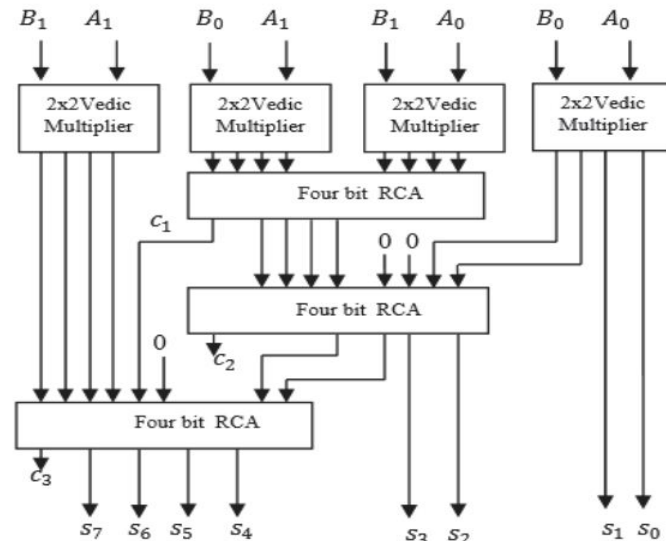 B₁ A₁ B₀ A₁ B₁ A₀ B₀ A₀
2x2Vedic Multiplier
2x2Vedic Multiplier
2x2Vedic Multiplier
2x2Vedic Multiplier
Four bit RCA
c₁ 0 0
Four bit RCA
0 c₂
Four bit RCA
c₃
s₇ s₆ s₅ s₄ s₃ s₂ s₁ s₀